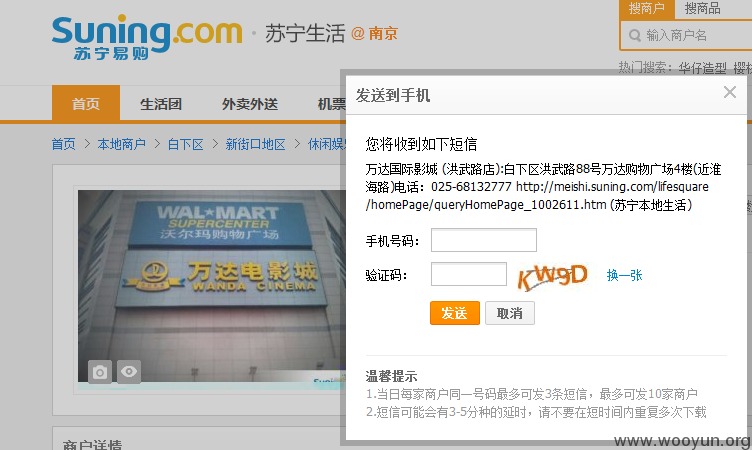 Suning.com
苏宁易购
苏宁生活 @ 南京
搜商户 搜商品
输入商户名
热门搜索：华仔造型 樱桃
首页 生活团 外卖外送 机票
首页 > 本地商户 > 白下区 > 新街口地区 > 休闲娱
WAL★MART
SUPERCENTER
沃尔玛购物广场
万达电影城
WANDA CINEMA
Suning
商户详情
发送到手机
您将收到如下短信
万达国际影城 (洪武路店):白下区洪武路88号万达购物广场4楼(近淮
海路)电话：025-68132777 http://meishi.suning.com/lifesquare
/homePage/queryHomePage_1002611.htm (苏宁本地生活)
手机号码：
验证码： KW9D 换一张
发送 取消
温馨提示
1.当日每家商户同一号码最多可发3条短信，最多可发10家商户
2.短信可能会有3-5分种的延时，请不要在短时间内重复多次下载
www.wooyun.org